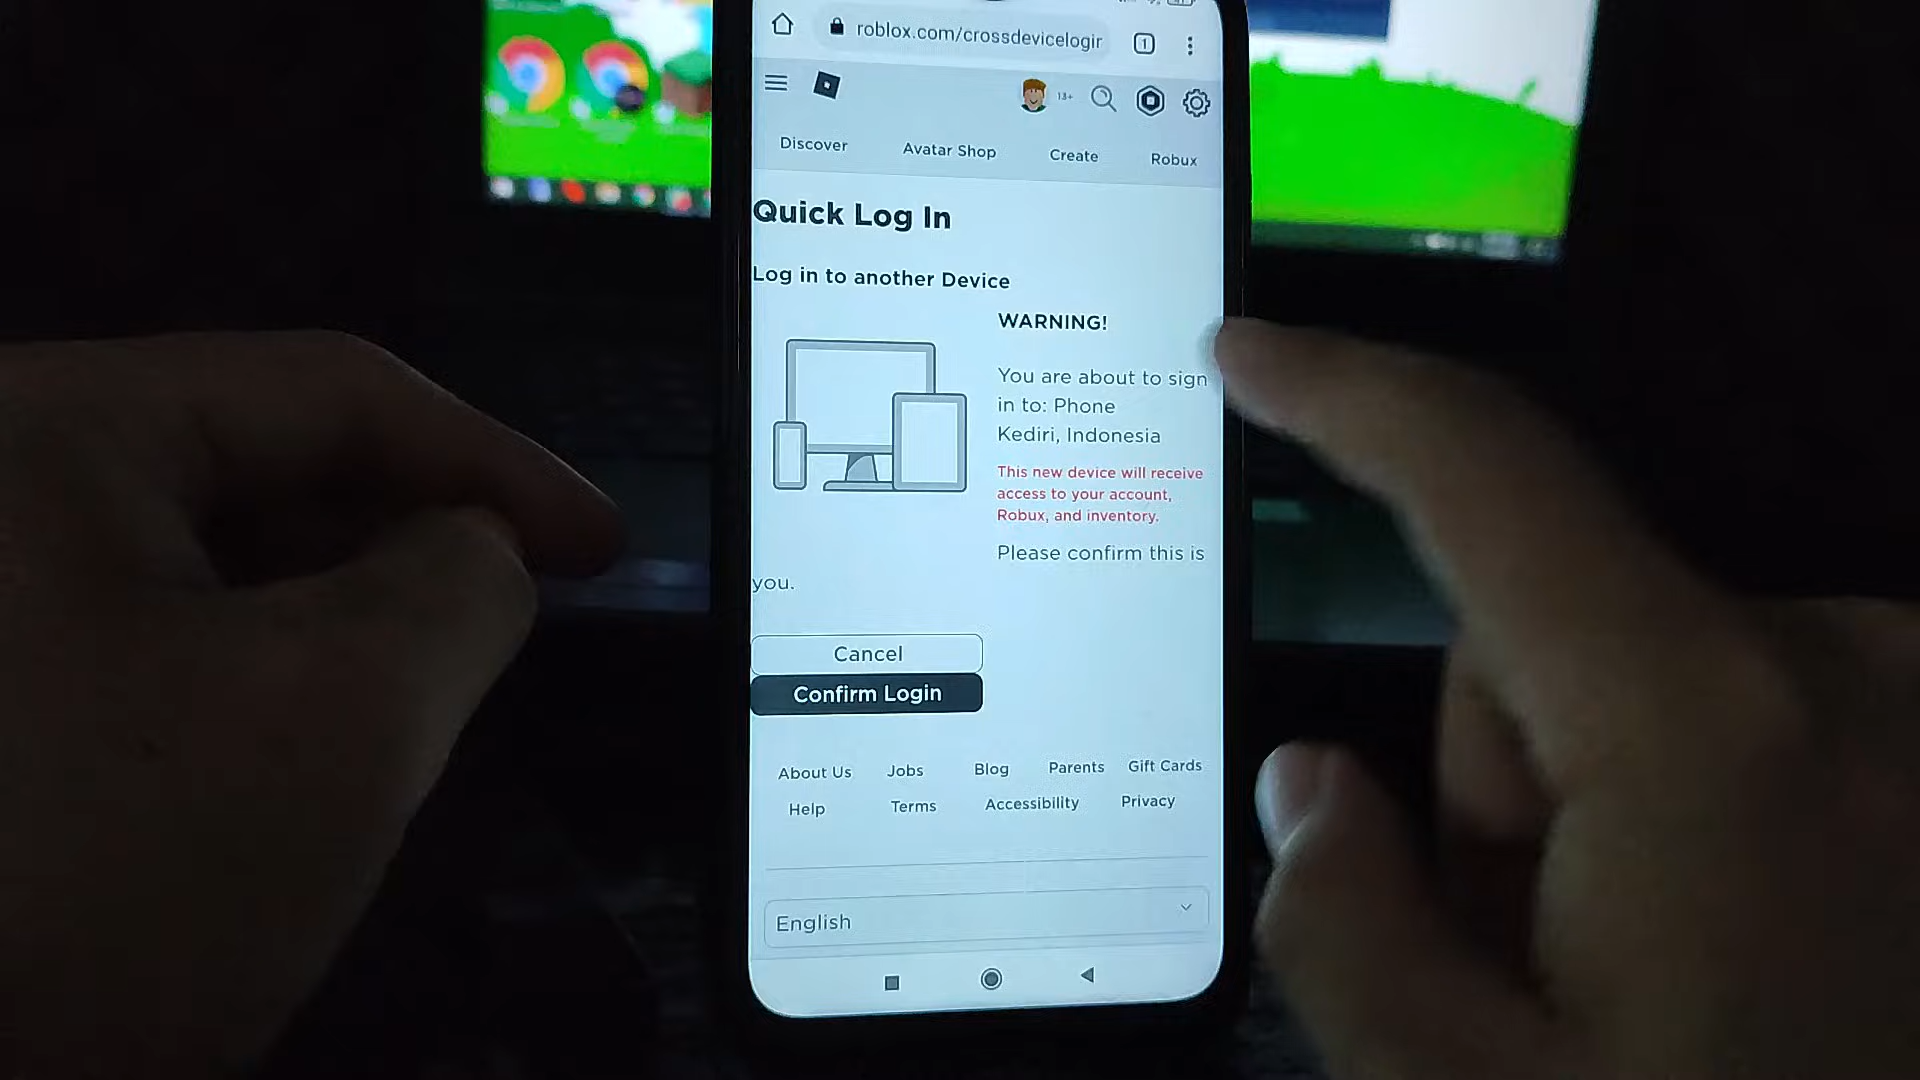 roblox.com/crossdevicelogir
1
13+
Discover
Avatar Shop
Create
Robux
Quick Log In
Log in to another Device
WARNING!
You are about to sign
in to: Phone
Kediri, Indonesia
This new device will receive
access to your account,
Robux, and inventory.
Please confirm this is
you.
Cancel
Confirm Login
About Us
Jobs
Blog
Parents
Gift Cards
Help
Terms
Accessibility
Privacy
English